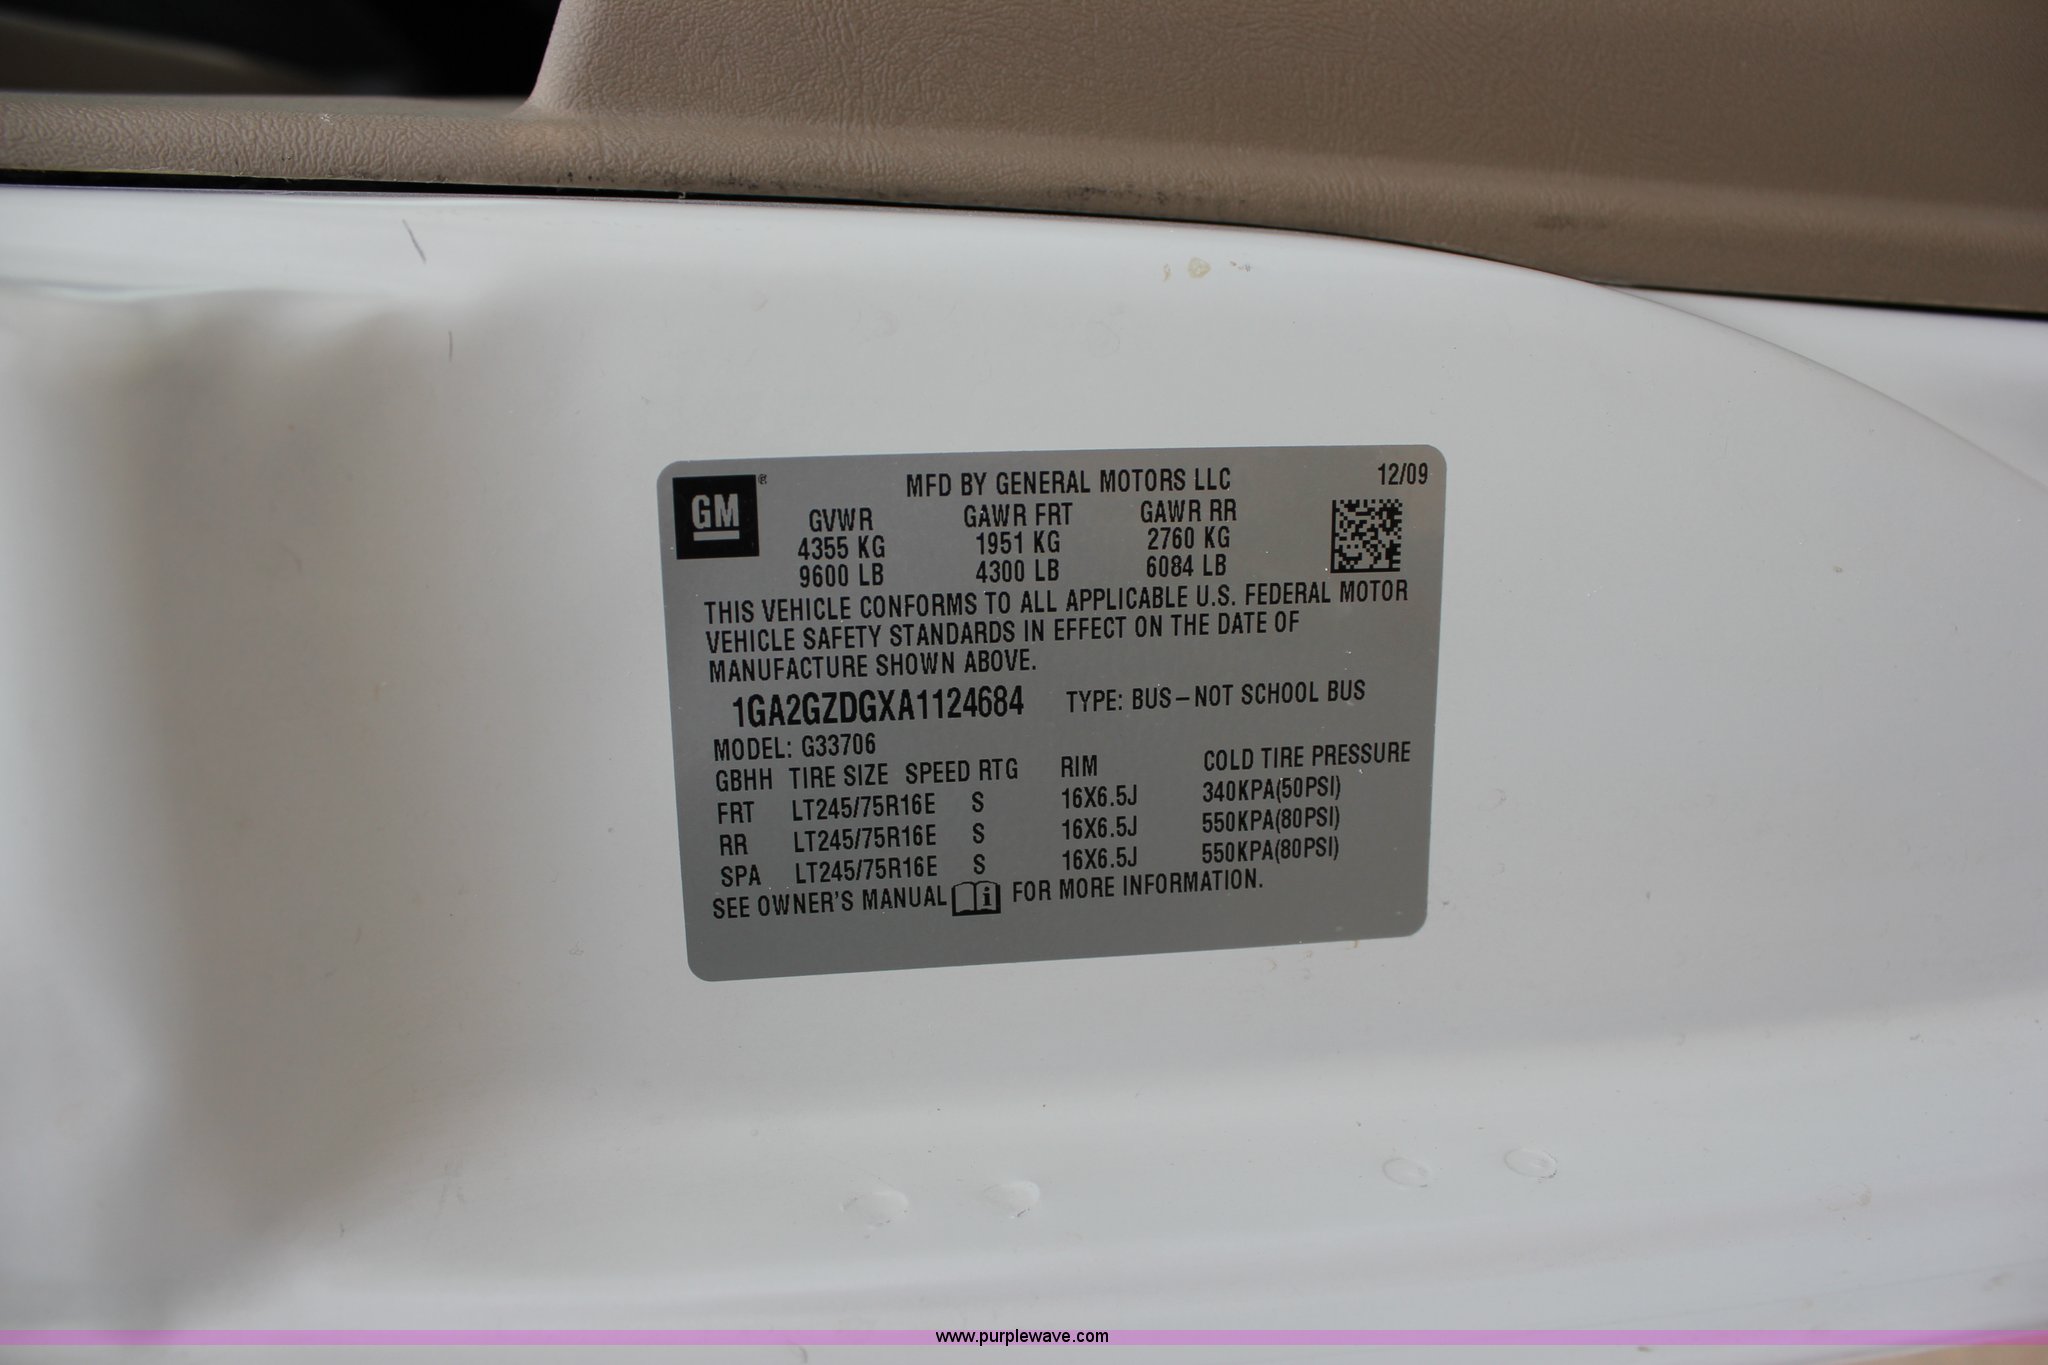 GM ® MFD BY GENERAL MOTORS LLC 12/09
GVWR GAWR FRT GAWR RR
4355 KG 1951 KG 2760 KG
9600 LB 4300 LB 6084 LB
THIS VEHICLE CONFORMS TO ALL APPLICABLE U.S. FEDERAL MOTOR
VEHICLE SAFETY STANDARDS IN EFFECT ON THE DATE OF
MANUFACTURE SHOWN ABOVE.
1GA2GZDGXA1124684 TYPE: BUS-NOT SCHOOL BUS
MODEL: G33706
GBHH TIRE SIZE SPEED RTG RIM COLD TIRE PRESSURE
FRT LT245/75R16E S 16X6.5J 340KPA(50PSI)
RR LT245/75R16E S 16X6.5J 550KPA(80PSI)
SPA LT245/75R16E S 16X6.5J 550KPA(80PSI)
SEE OWNER'S MANUAL i FOR MORE INFORMATION.
www.purplewave.com